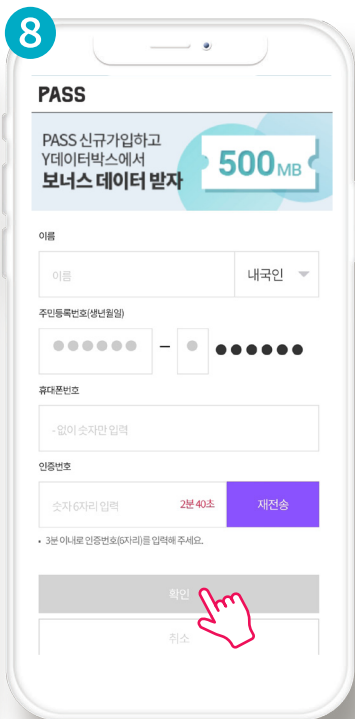 8
PASS
PASS 신규가입하고
Y데이터박스에서
보너스 데이터 받자
500MB
이름
이름
내국인
주민등록번호(생년월일)
–
휴대폰번호
- 없이 숫자만 입력
인증번호
숫자 6자리 입력
2분 40초
재전송
• 3분 이내로 인증번호(6자리)를 입력해 주세요.
확인
취소